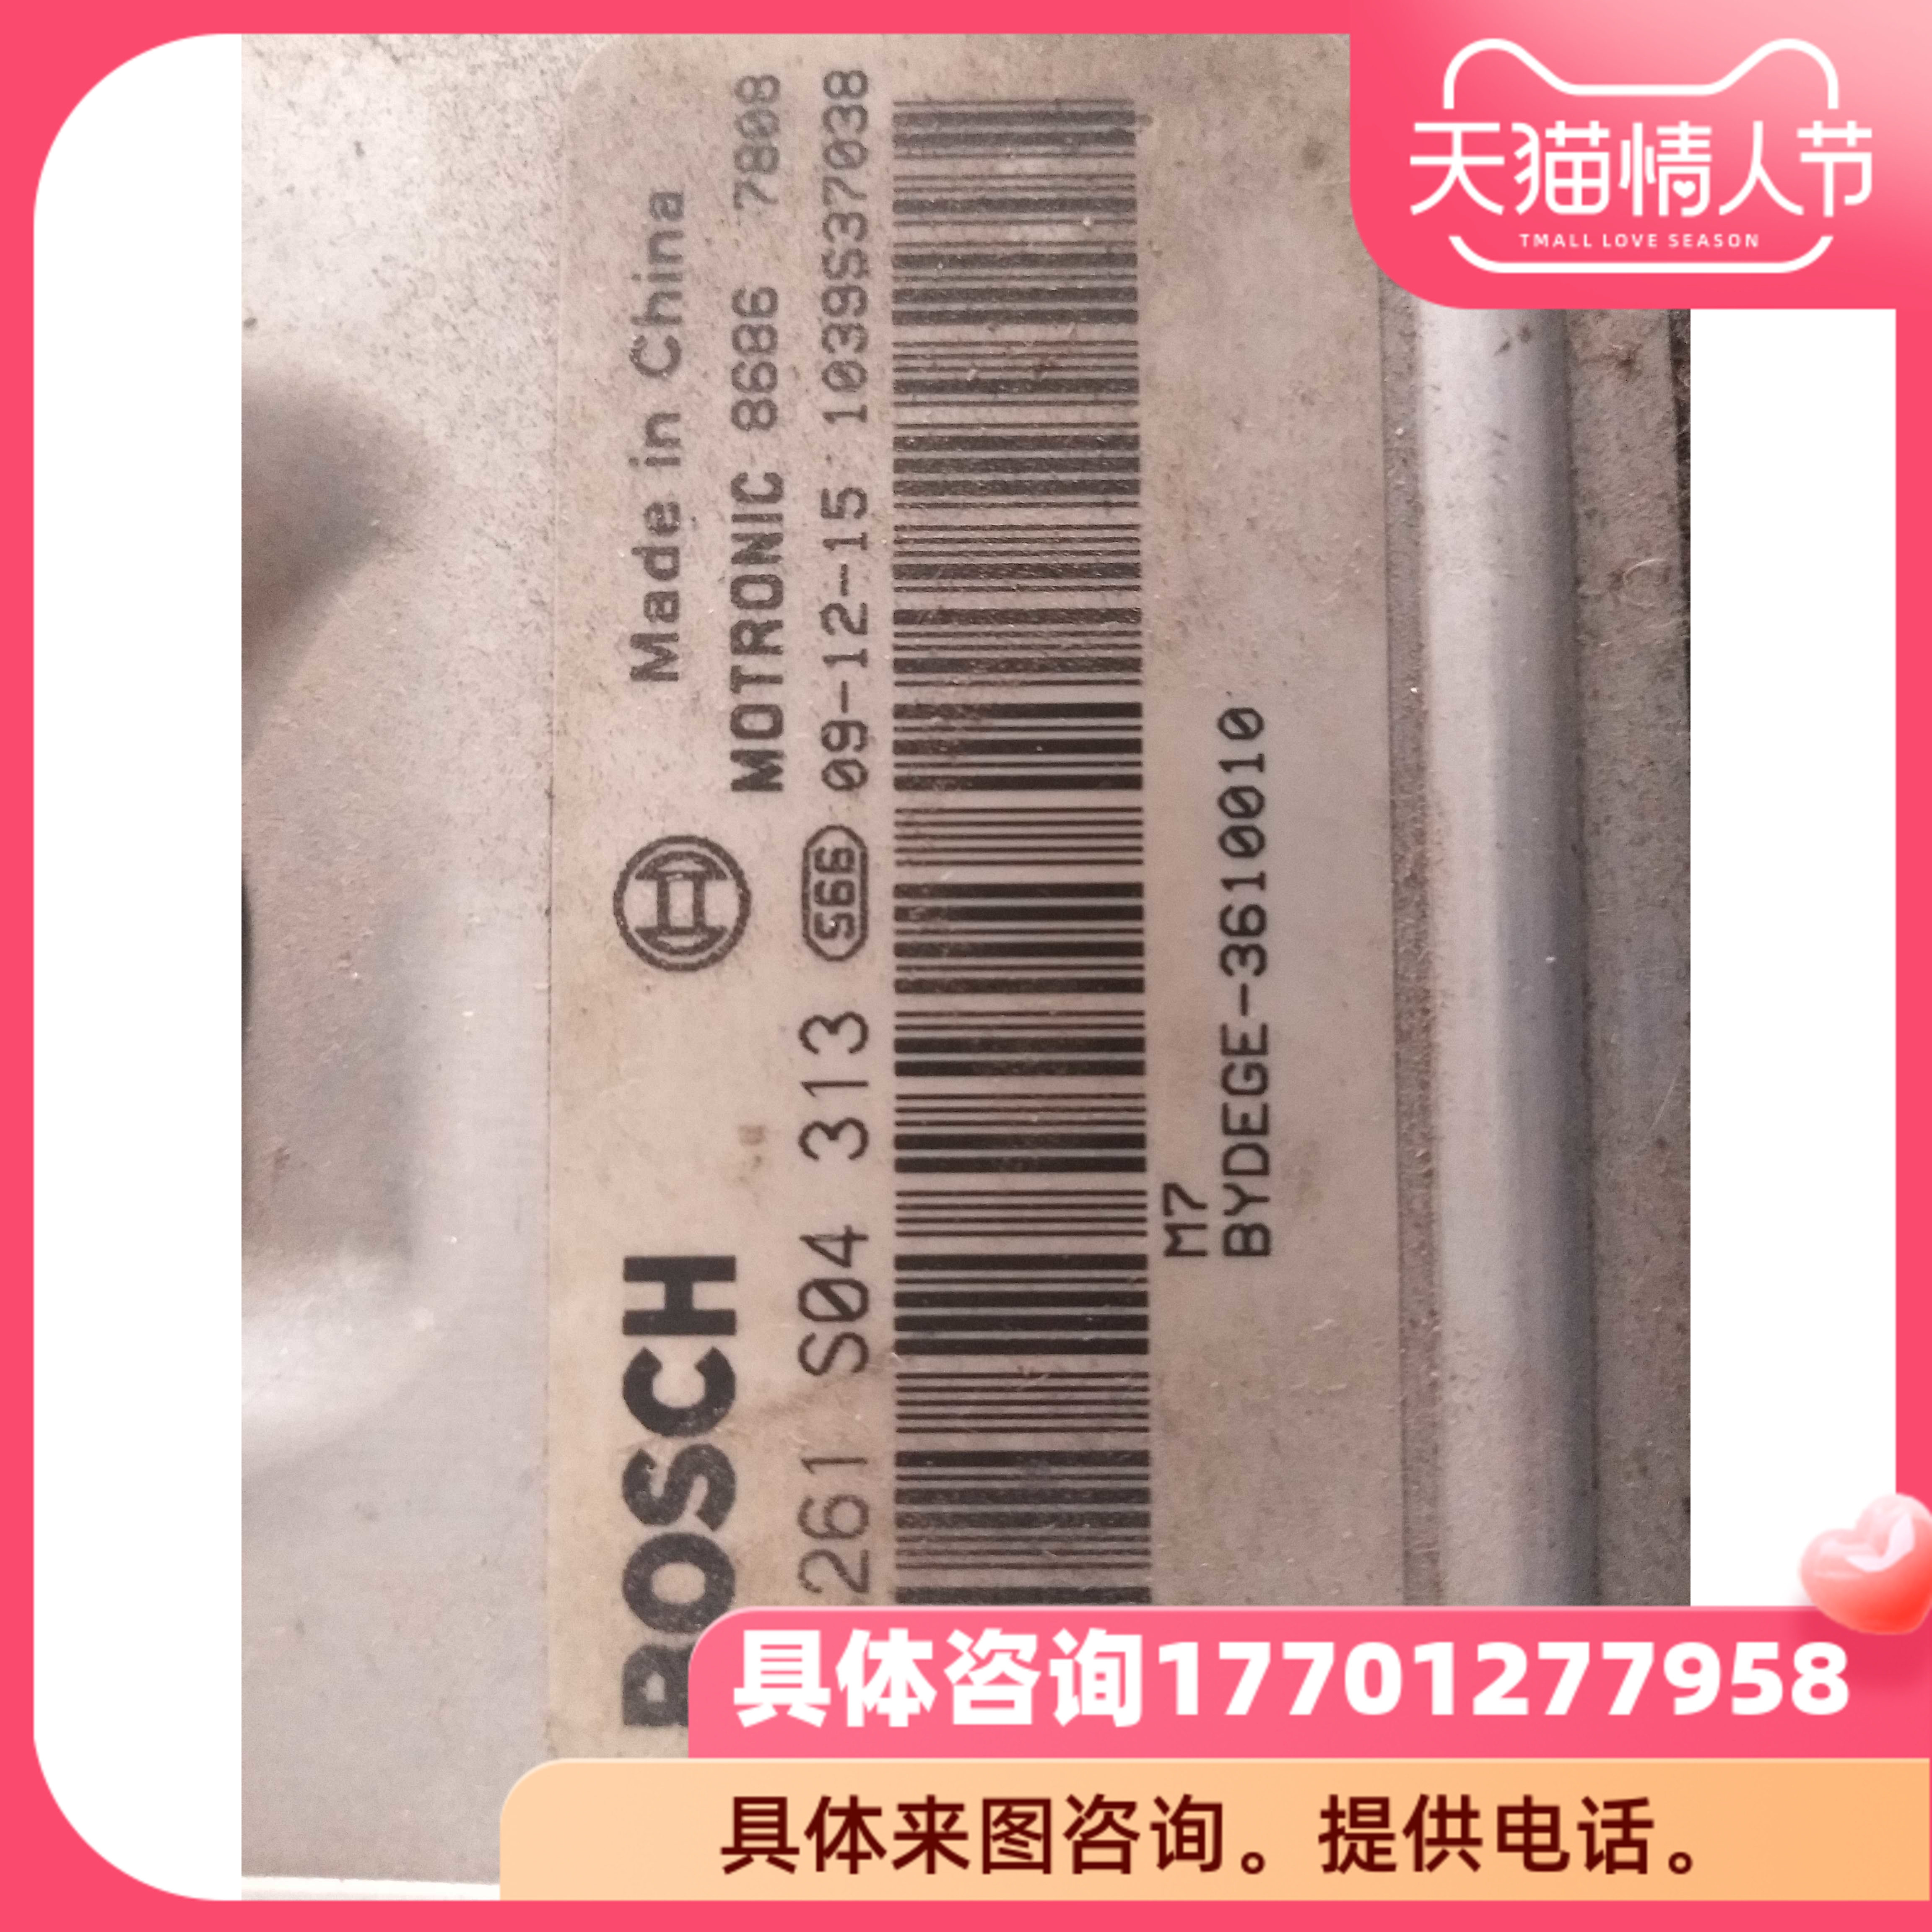 天猫情人节
TMALL LOVE SEASON
BOSCH
Made in China
MOTRONIC 8686 7808
261 S04 313 S66 09-12-15 1039S37038
M7
BYDEGE-3610010
具体咨询17701277958
具体来图咨询。提供电话。